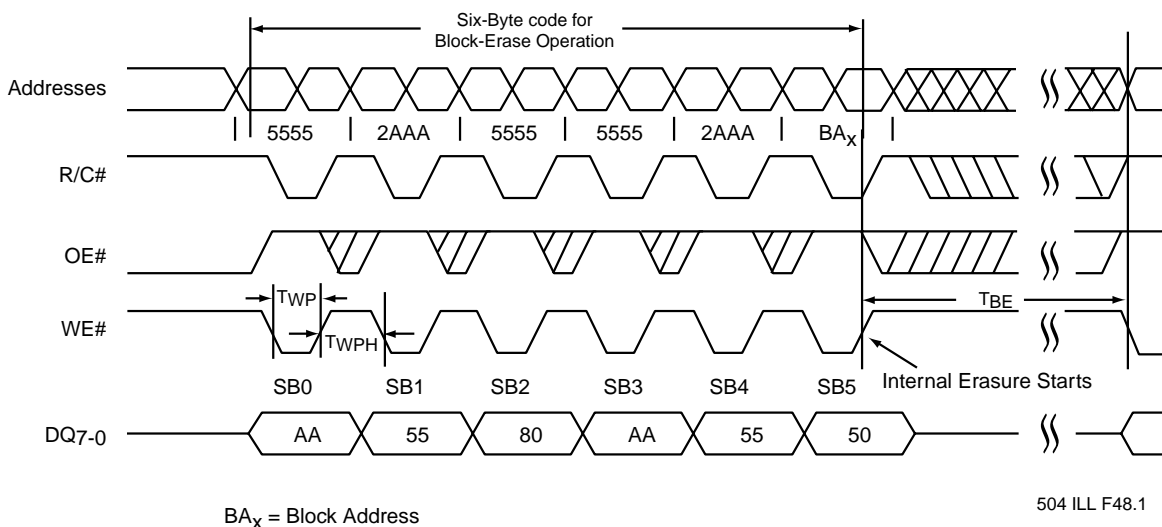 Six-Byte code for
Block-Erase Operation
Addresses
5555 2AAA 5555 5555 2AAA BAX
R/C#
OE#
TWP
TBE
WE#
TWPH
Internal Erasure Starts
SB0 SB1 SB2 SB3 SB4 SB5
DQ7-0
AA 55 80 AA 55 50
BAX = Block Address
504 ILL F48.1